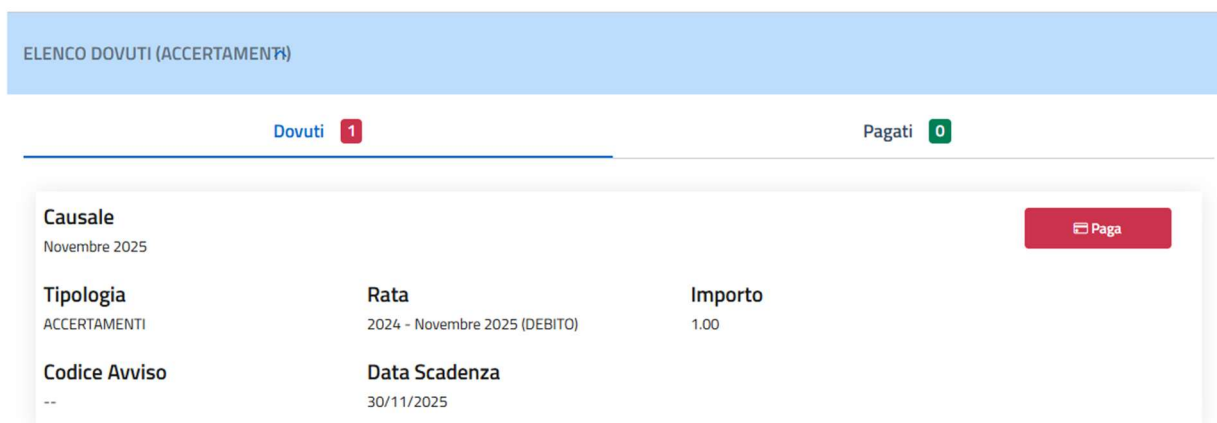 ELENCO DOVUTI (ACCERTAMENTI)
Dovuti 1 Pagati 0
Causale
Novembre 2025
Paga
Tipologia Rata Importo
ACCERTAMENTI 2024 - Novembre 2025 (DEBITO) 1.00
Codice Avviso Data Scadenza
-- 30/11/2025